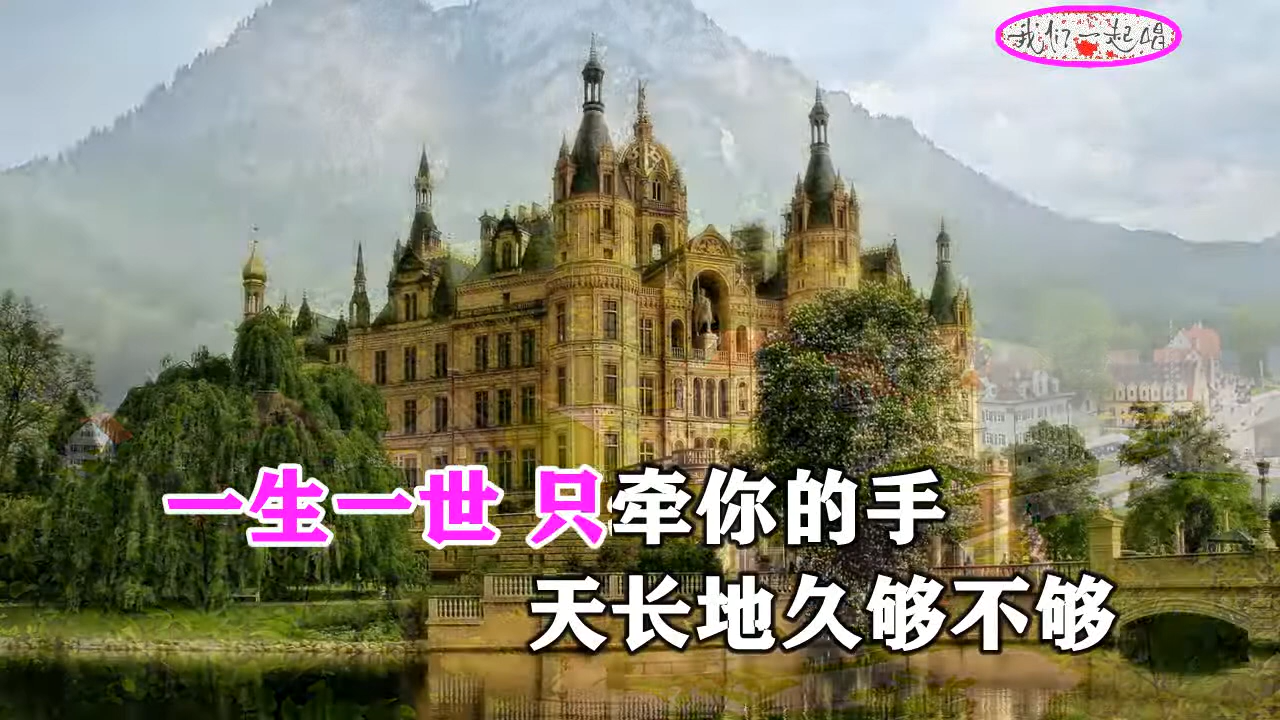 我们一起唱
一生一世 只牵你的手
天长地久够不够